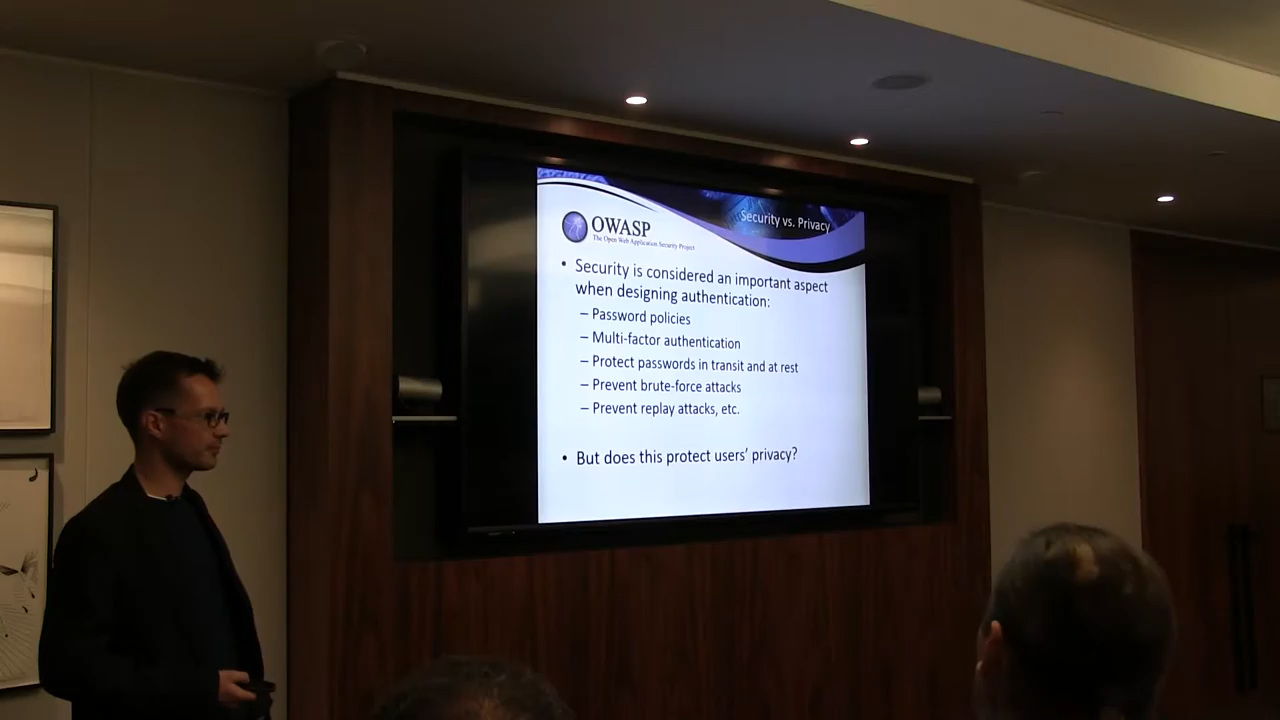 Security vs. Privacy
OWASP
The Open Web Application Security Project
• Security is considered an important aspect
when designing authentication:
– Password policies
– Multi-factor authentication
– Protect passwords in transit and at rest
– Prevent brute-force attacks
– Prevent replay attacks, etc.
• But does this protect users' privacy?